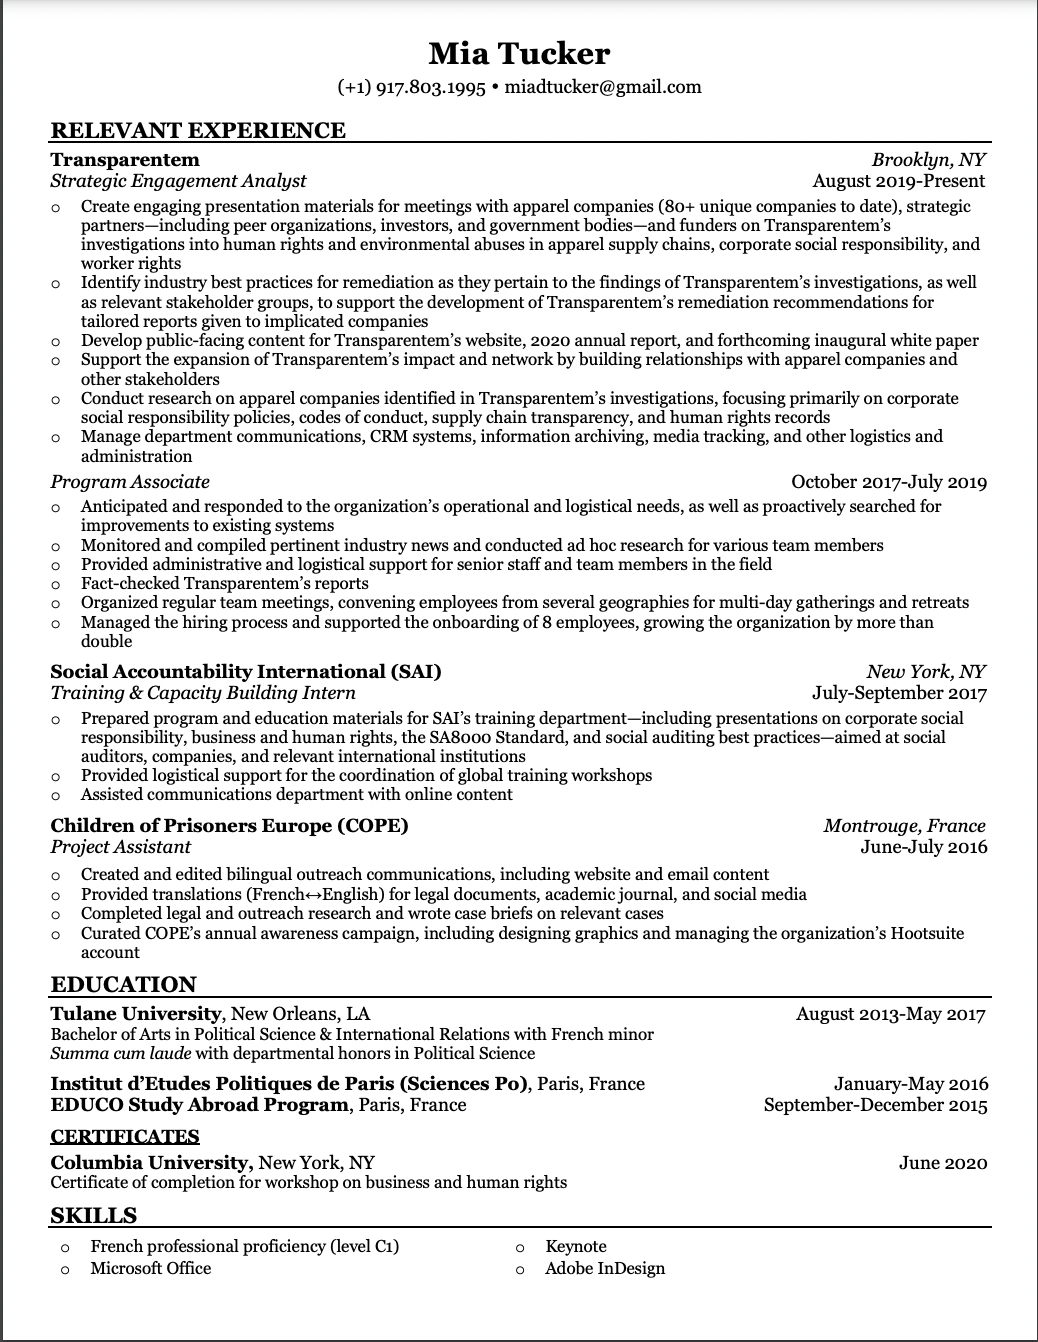 Mia Tucker
(+1) 917.803.1995 • miadtucker@gmail.com
RELEVANT EXPERIENCE
Transparentem Brooklyn, NY
Strategic Engagement Analyst August 2019-Present
o Create engaging presentation materials for meetings with apparel companies (80+ unique companies to date), strategic
partners—including peer organizations, investors, and government bodies—and funders on Transparentem’s
investigations into human rights and environmental abuses in apparel supply chains, corporate social responsibility, and
worker rights
o Identify industry best practices for remediation as they pertain to the findings of Transparentem’s investigations, as well
as relevant stakeholder groups, to support the development of Transparentem’s remediation recommendations for
tailored reports given to implicated companies
o Develop public-facing content for Transparentem’s website, 2020 annual report, and forthcoming inaugural white paper
o Support the expansion of Transparentem’s impact and network by building relationships with apparel companies and
other stakeholders
o Conduct research on apparel companies identified in Transparentem’s investigations, focusing primarily on corporate
social responsibility policies, codes of conduct, supply chain transparency, and human rights records
o Manage department communications, CRM systems, information archiving, media tracking, and other logistics and
administration
Program Associate October 2017-July 2019
o Anticipated and responded to the organization’s operational and logistical needs, as well as proactively searched for
improvements to existing systems
o Monitored and compiled pertinent industry news and conducted ad hoc research for various team members
o Provided administrative and logistical support for senior staff and team members in the field
o Fact-checked Transparentem’s reports
o Organized regular team meetings, convening employees from several geographies for multi-day gatherings and retreats
o Managed the hiring process and supported the onboarding of 8 employees, growing the organization by more than
double
Social Accountability International (SAI) New York, NY
Training & Capacity Building Intern July-September 2017
o Prepared program and education materials for SAI’s training department—including presentations on corporate social
responsibility, business and human rights, the SA8000 Standard, and social auditing best practices—aimed at social
auditors, companies, and relevant international institutions
o Provided logistical support for the coordination of global training workshops
o Assisted communications department with online content
Children of Prisoners Europe (COPE) Montrouge, France
Project Assistant June-July 2016
o Created and edited bilingual outreach communications, including website and email content
o Provided translations (French↔English) for legal documents, academic journal, and social media
o Completed legal and outreach research and wrote case briefs on relevant cases
o Curated COPE’s annual awareness campaign, including designing graphics and managing the organization’s Hootsuite
account
EDUCATION
Tulane University, New Orleans, LA August 2013-May 2017
Bachelor of Arts in Political Science & International Relations with French minor
Summa cum laude with departmental honors in Political Science
Institut d’Etudes Politiques de Paris (Sciences Po), Paris, France January-May 2016
EDUCO Study Abroad Program, Paris, France September-December 2015
CERTIFICATES
Columbia University, New York, NY June 2020
Certificate of completion for workshop on business and human rights
SKILLS
o French professional proficiency (level C1) o Keynote
o Microsoft Office o Adobe InDesign